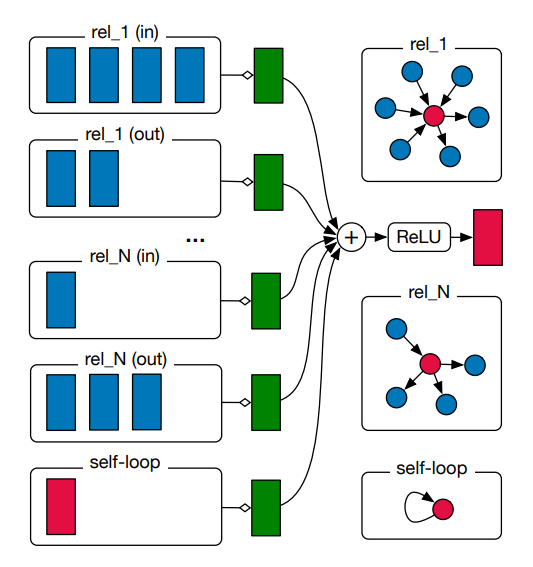 rel_1 (in)
rel_1 (out)
...
rel_N (in)
rel_N (out)
self-loop
+
ReLU
rel_1
rel_N
self-loop